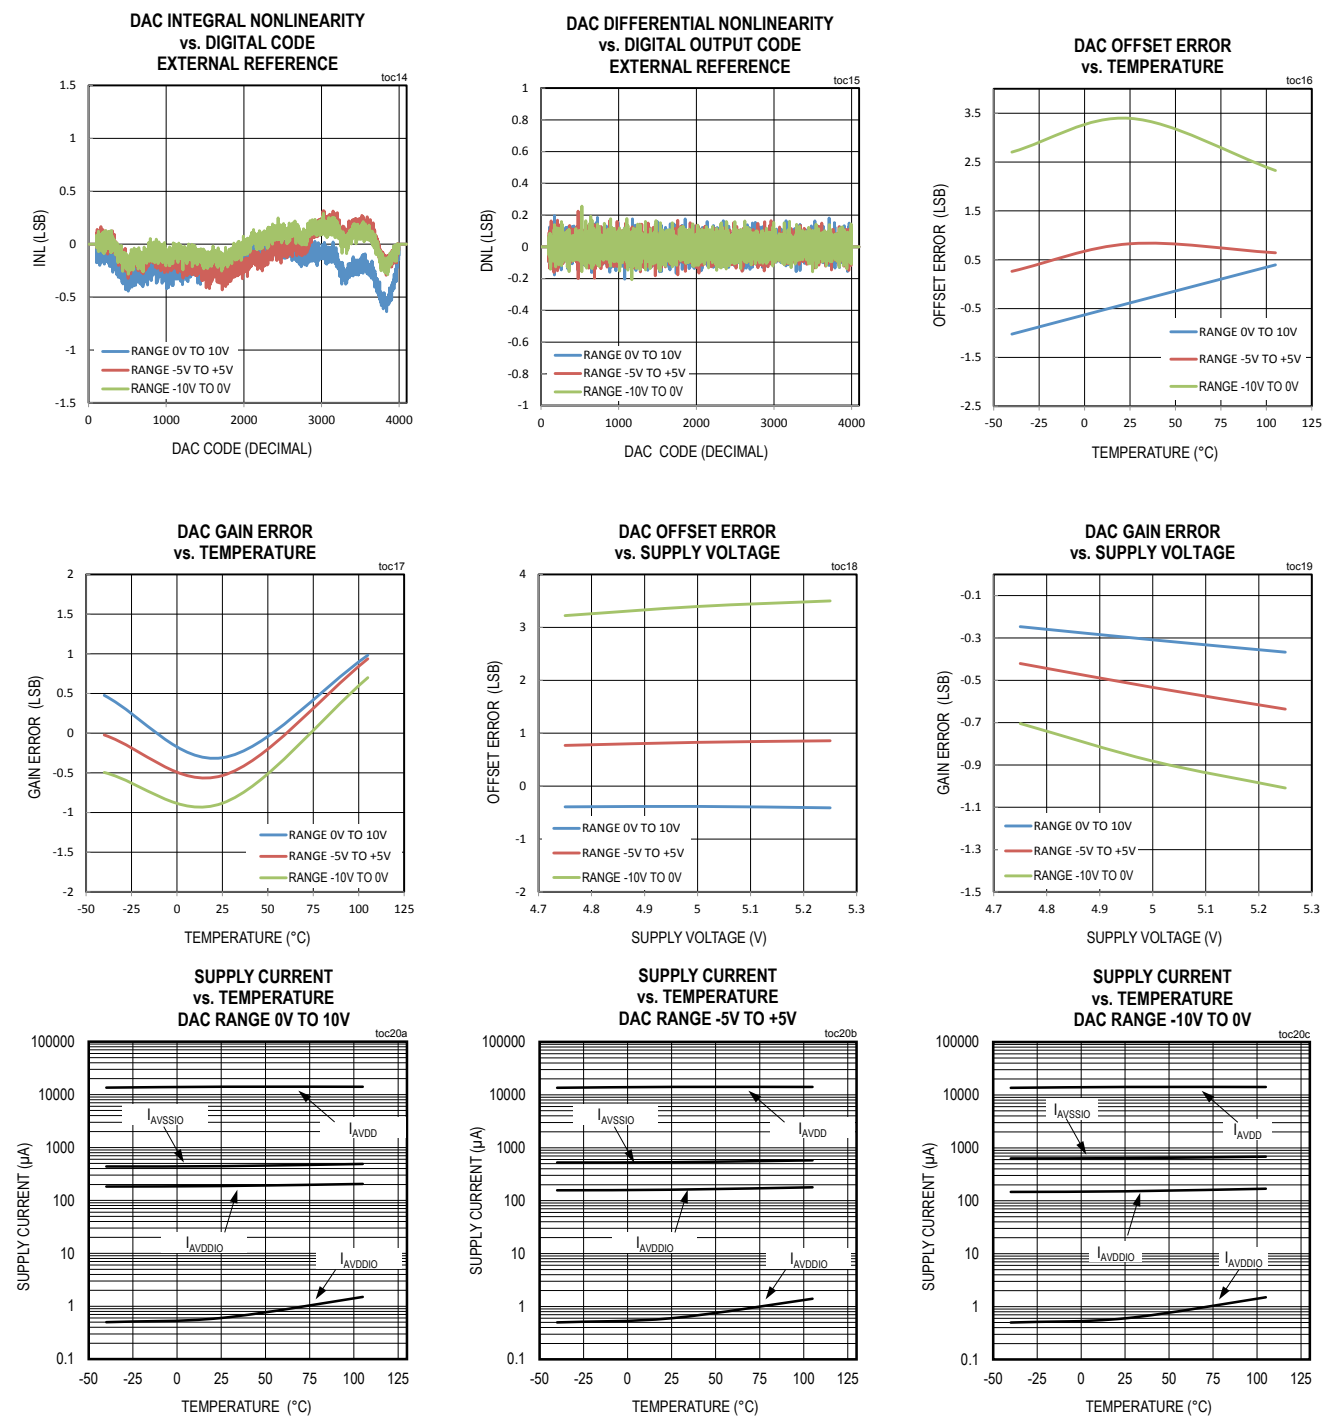 DAC INTEGRAL NONLINEARITY
vs. DIGITAL CODE
EXTERNAL REFERENCE
toc14
1.5
1
0.5
0
-0.5
-1
-1.5
INL (LSB)
RANGE 0V TO 10V
RANGE -5V TO +5V
RANGE -10V TO 0V
0 1000 2000 3000 4000
DAC CODE (DECIMAL)
DAC DIFFERENTIAL NONLINEARITY
vs. DIGITAL OUTPUT CODE
EXTERNAL REFERENCE
toc15
1
0.8
0.6
0.4
0.2
0
-0.2
-0.4
-0.6
-0.8
-1
DNL (LSB)
RANGE 0V TO 10V
RANGE -5V TO +5V
RANGE -10V TO 0V
0 1000 2000 3000 4000
DAC CODE (DECIMAL)
DAC OFFSET ERROR
vs. TEMPERATURE
toc16
3.5
2.5
1.5
0.5
-0.5
-1.5
-2.5
OFFSET ERROR (LSB)
RANGE 0V TO 10V
RANGE -5V TO +5V
RANGE -10V TO 0V
-50 -25 0 25 50 75 100 125
TEMPERATURE (°C)
DAC GAIN ERROR
vs. TEMPERATURE
toc17
2
1.5
1
0.5
0
-0.5
-1
-1.5
-2
GAIN ERROR (LSB)
RANGE 0V TO 10V
RANGE -5V TO +5V
RANGE -10V TO 0V
-50 -25 0 25 50 75 100 125
TEMPERATURE (°C)
DAC OFFSET ERROR
vs. SUPPLY VOLTAGE
toc18
4
3
2
1
0
-1
-2
OFFSET ERROR (LSB)
RANGE 0V TO 10V
RANGE -5V TO +5V
RANGE -10V TO 0V
4.7 4.8 4.9 5 5.1 5.2 5.3
SUPPLY VOLTAGE (V)
DAC GAIN ERROR
vs. SUPPLY VOLTAGE
toc19
-0.1
-0.3
-0.5
-0.7
-0.9
-1.1
-1.3
-1.5
GAIN ERROR (LSB)
RANGE 0V TO 10V
RANGE -5V TO +5V
RANGE -10V TO 0V
4.7 4.8 4.9 5 5.1 5.2 5.3
SUPPLY VOLTAGE (V)
SUPPLY CURRENT
vs. TEMPERATURE
DAC RANGE 0V TO 10V
toc20a
100000
10000
1000
100
10
1
0.1
SUPPLY CURRENT (µA)
IAVSSIO
IAVDD
IAVDDIO
IAVDDIO
-50 -25 0 25 50 75 100 125
TEMPERATURE (°C)
SUPPLY CURRENT
vs. TEMPERATURE
DAC RANGE -5V TO +5V
toc20b
100000
10000
1000
100
10
1
0.1
SUPPLY CURRENT (µA)
IAVSSIO
IAVDD
IAVDDIO
IAVDDIO
-50 -25 0 25 50 75 100 125
TEMPERATURE (°C)
SUPPLY CURRENT
vs. TEMPERATURE
DAC RANGE -10V TO 0V
toc20c
100000
10000
1000
100
10
1
0.1
SUPPLY CURRENT (µA)
IAVSSIO
IAVDD
IAVDDIO
IAVDDIO
-50 -25 0 25 50 75 100 125
TEMPERATURE (°C)